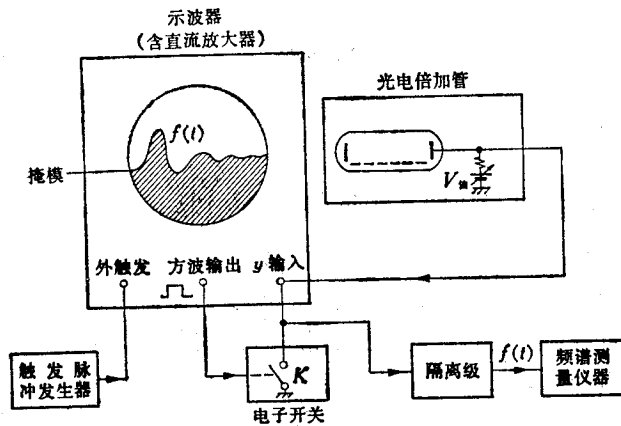 示波器
(含直流放大器)
光电倍加管
f(t)
掩模
V偏
外触发 方波输出 y 输入
触发脉
冲发生器
K
电子开关
隔离级
f(t)
频谱测
量仪器